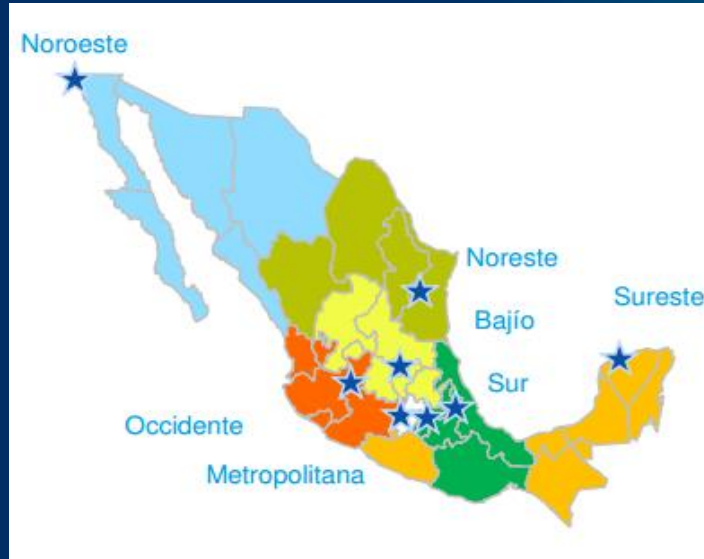 Noroeste
Noreste
Sureste
Bajío
Sur
Occidente
Metropolitana